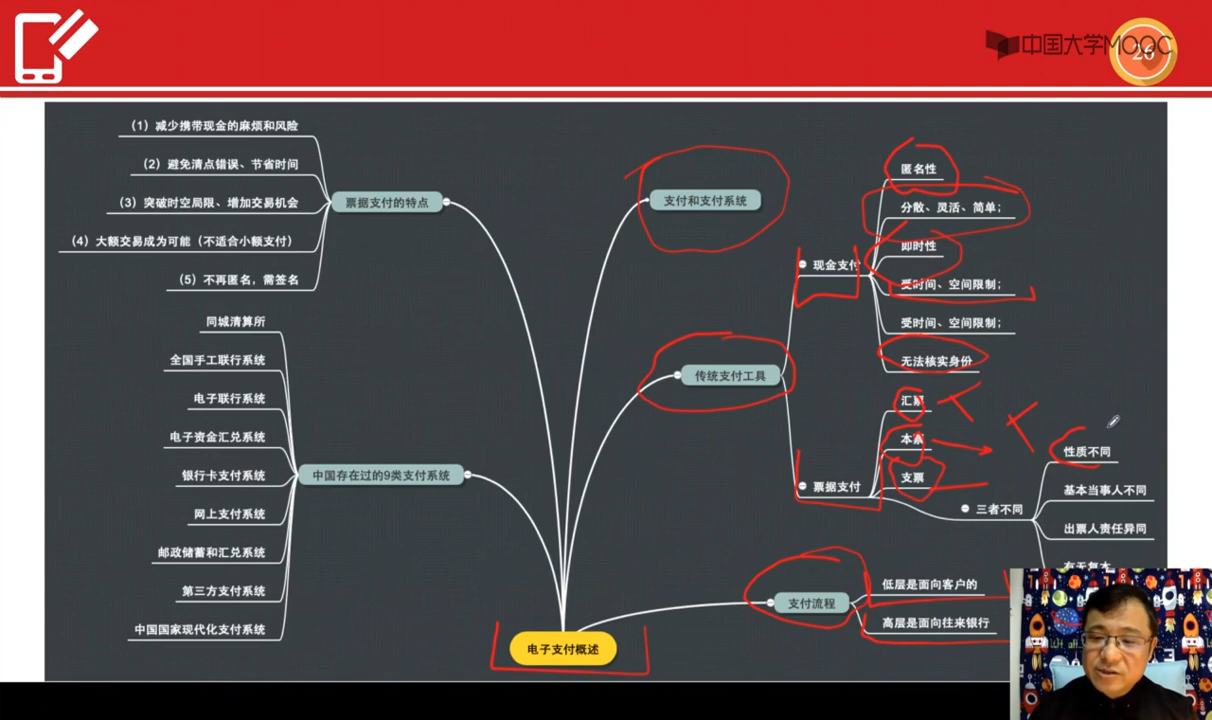 中国大学MOOC
26
(1) 减少携带现金的麻烦和风险
(2) 避免清点错误、节省时间
(3) 突破时空局限、增加交易机会
(4) 大额交易成为可能（不适合小额支付）
(5) 不再匿名，需签名
票据支付的特点
同城清算所
全国手工联行系统
电子联行系统
电子资金汇兑系统
银行卡支付系统
网上支付系统
邮政储蓄和汇兑系统
第三方支付系统
中国国家现代化支付系统
中国存在过的9类支付系统
电子支付概述
支付和支付系统
传统支付工具
现金支付
匿名性
分散、灵活、简单；
即时性
受时间、空间限制；
受时间、空间限制；
无法核实身份
票据支付
汇票
本票
支票
三者不同
性质不同
基本当事人不同
出票人责任异同
有无复本
支付流程
低层是面向客户的
高层是面向往来银行